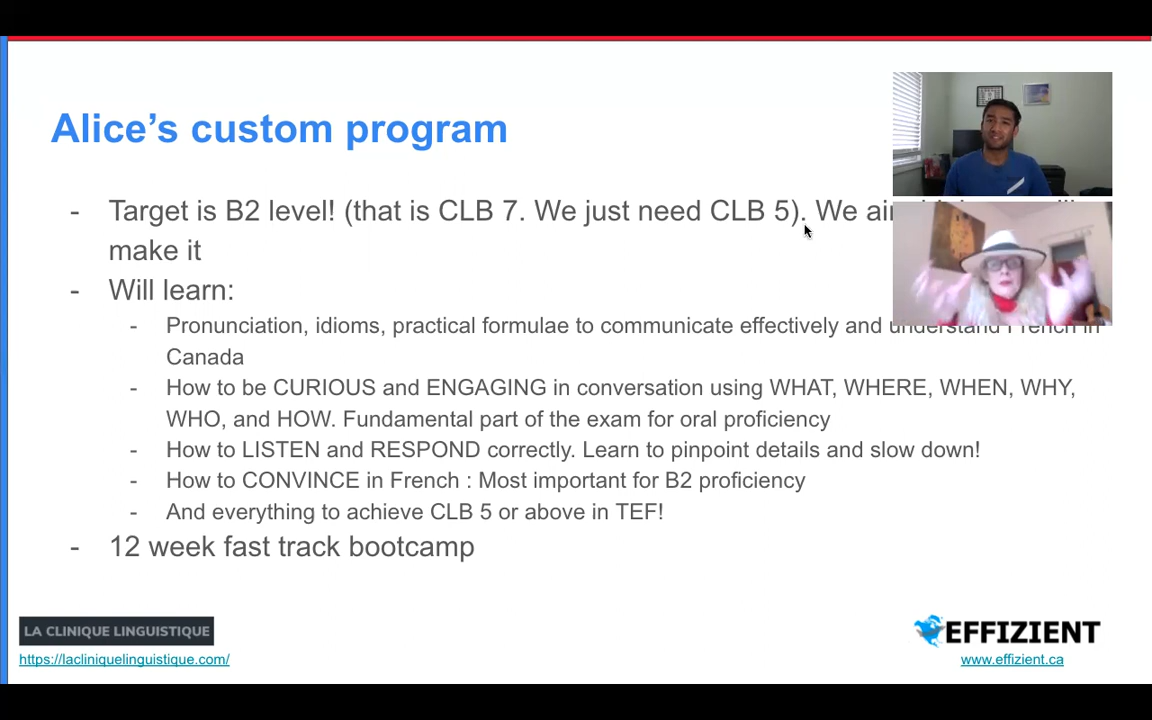 Alice's custom program
- Target is B2 level! (that is CLB 7. We just need CLB 5). We
make it
- Will learn:
- Pronunciation, idioms, practical formulae to communicate effectively and understand French in
Canada
- How to be CURIOUS and ENGAGING in conversation using WHAT, WHERE, WHEN, WHY,
WHO, and HOW. Fundamental part of the exam for oral proficiency
- How to LISTEN and RESPOND correctly. Learn to pinpoint details and slow down!
- How to CONVINCE in French : Most important for B2 proficiency
- And everything to achieve CLB 5 or above in TEF!
- 12 week fast track bootcamp
LA CLINIQUE LINGUISTIQUE
https://lacliniquelinguistique.com/
EFFIZIENT
www.effizient.ca